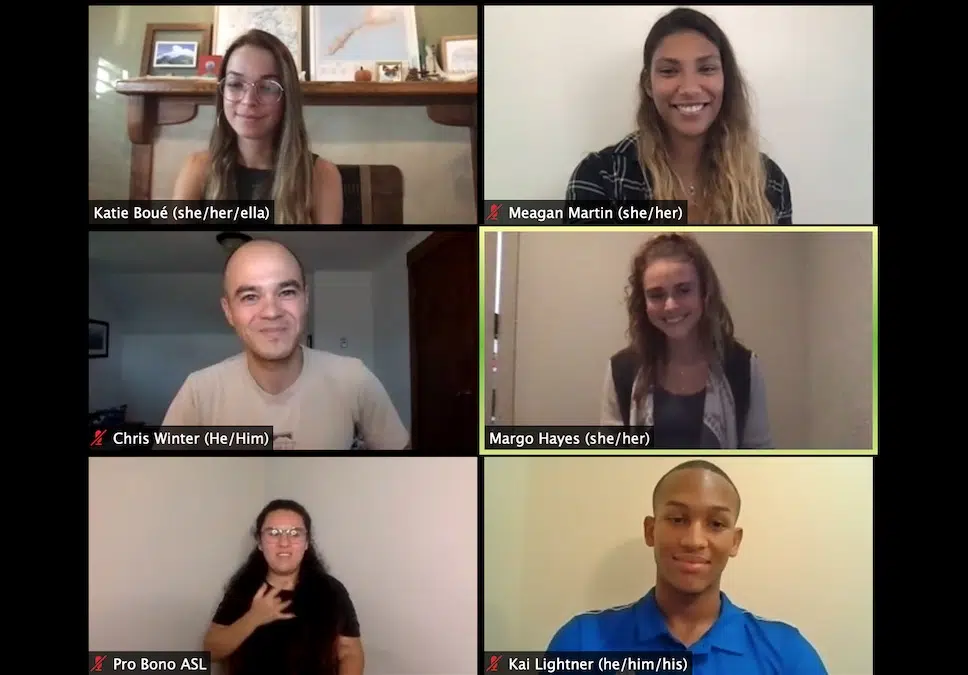 Katie Boué (she/her/ella)
Meagan Martin (she/her)
Chris Winter (He/Him)
Margo Hayes (she/her)
Pro Bono ASL
Kai Lightner (he/him/his)